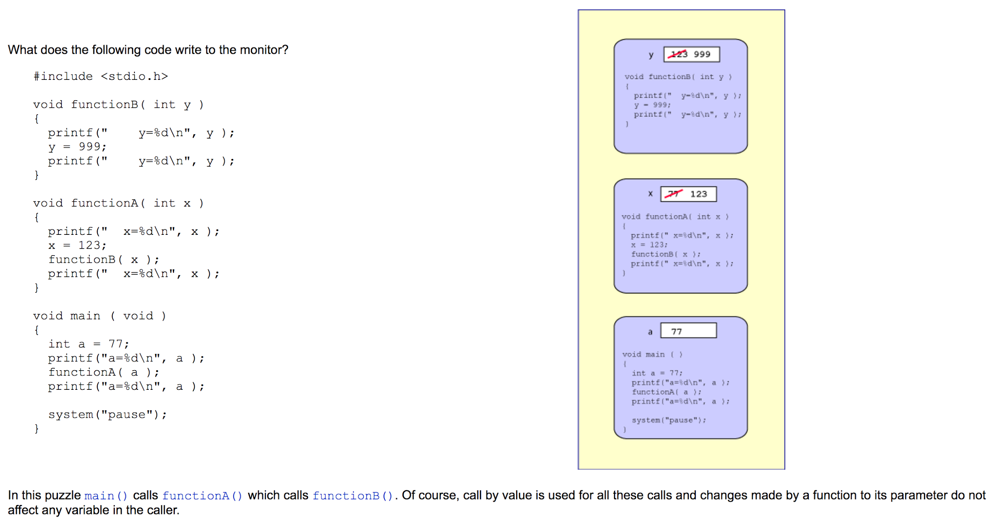 What does the following code write to the monitor?
#include <stdio.h>
void functionB( int y )
{
  printf("    y=%d\n", y );
  y = 999;
  printf("    y=%d\n", y );
}
void functionA( int x )
{
  printf("  x=%d\n", x );
  x = 123;
  functionB( x );
  printf("  x=%d\n", x );
}
void main ( void )
{
  int a = 77;
  printf("a=%d\n", a );
  functionA( a );
  printf("a=%d\n", a );
  system("pause");
}
y 123 999
void functionB( int y )
{
  printf("  y=%d\n", y );
  y = 999;
  printf("  y=%d\n", y );
}
x 77 123
void functionA( int x )
{
  printf(" x=%d\n", x );
  x = 123;
  functionB( x );
  printf(" x=%d\n", x );
}
a 77
void main ( )
{
  int a = 77;
  printf("a=%d\n", a );
  functionA( a );
  printf("a=%d\n", a );
  system("pause");
}
In this puzzle main() calls functionA() which calls functionB(). Of course, call by value is used for all these calls and changes made by a function to its parameter do not
affect any variable in the caller.